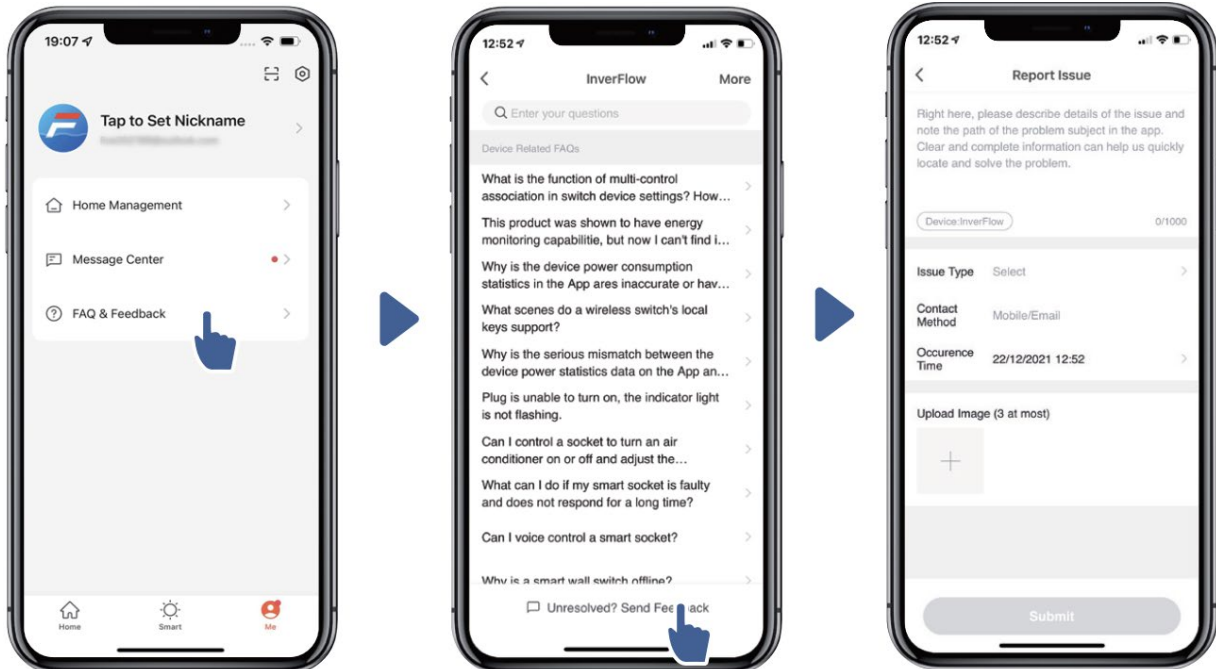 19:07
Tap to Set Nickname
Home Management
Message Center
FAQ & Feedback
Home
Smart
Me
12:52
InverFlow
More
Enter your questions
Device Related FAQs
What is the function of multi-control
association in switch device settings? How...
This product was shown to have energy
monitoring capabilitie, but now I can't find i...
Why is the device power consumption
statistics in the App ares inaccurate or hav...
What scenes do a wireless switch's local
keys support?
Why is the serious mismatch between the
device power statistics data on the App an...
Plug is unable to turn on, the indicator light
is not flashing.
Can I control a socket to turn an air
conditioner on or off and adjust the...
What can I do if my smart socket is faulty
and does not respond for a long time?
Can I voice control a smart socket?
Why is a smart wall switch offline?
Unresolved? Send Feedback
12:52
Report Issue
Right here, please describe details of the issue and
note the path of the problem subject in the app.
Clear and complete information can help us quickly
locate and solve the problem.
Device:InverFlow
0/1000
Issue Type
Select
Contact
Method
Mobile/Email
Occurence
Time
22/12/2021 12:52
Upload Image (3 at most)
Submit